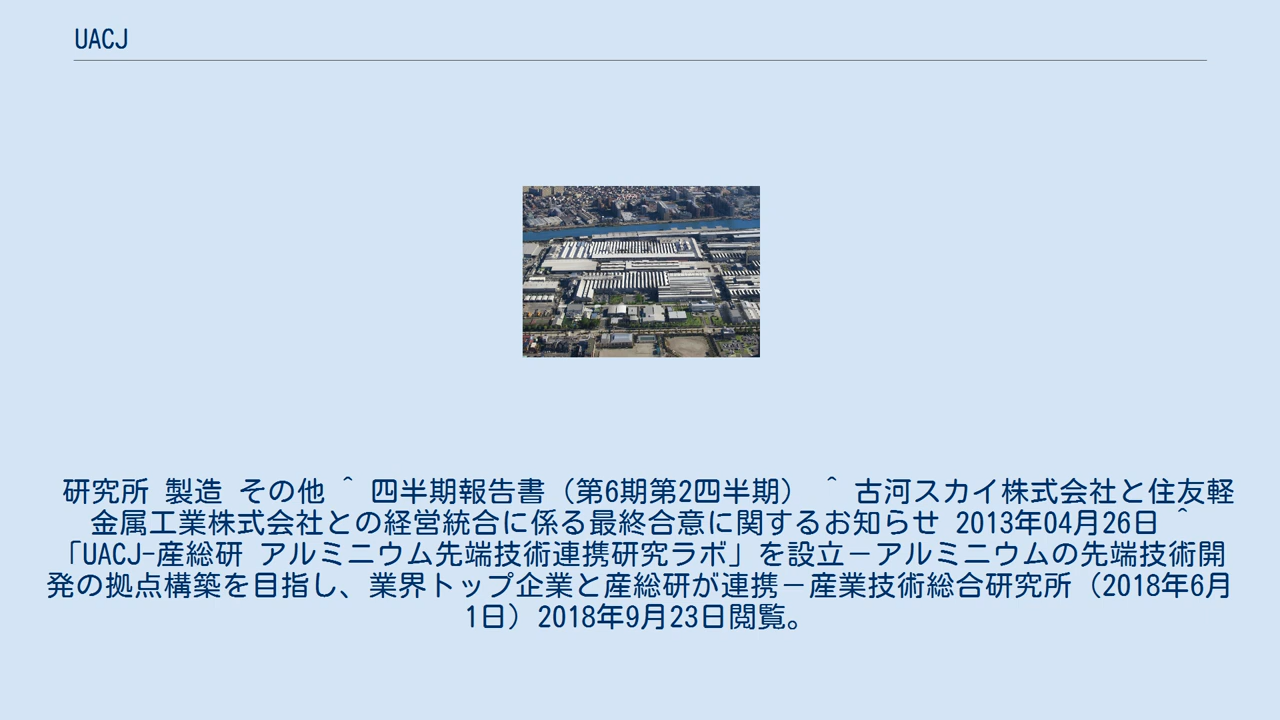 UACJ
研究所 製造 その他 ^ 四半期報告書（第6期第2四半期） ^ 古河スカイ株式会社と住友軽
金属工業株式会社との経営統合に係る最終合意に関するお知らせ 2013年04月26日 ^
「UACJ-産総研 アルミニウム先端技術連携研究ラボ」を設立－アルミニウムの先端技術開
発の拠点構築を目指し、業界トップ企業と産総研が連携－産業技術総合研究所（2018年6月
1日）2018年9月23日閲覧。